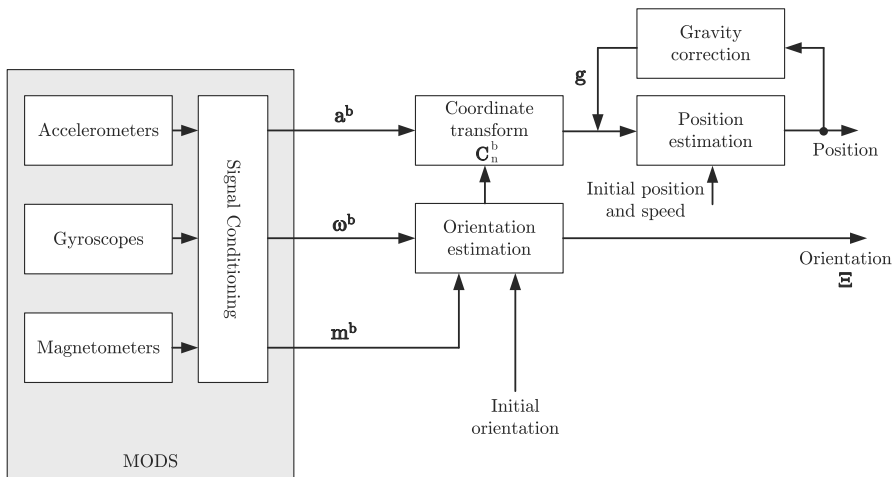 Gravity
correction
g
Accelerometers
a^b
Coordinate
transform
C_n^b
Position
estimation
Position
Signal Conditioning
Initial position
and speed
Gyroscopes
ω^b
Orientation
estimation
Orientation
Ξ
Magnetometers
m^b
Initial
orientation
MODS